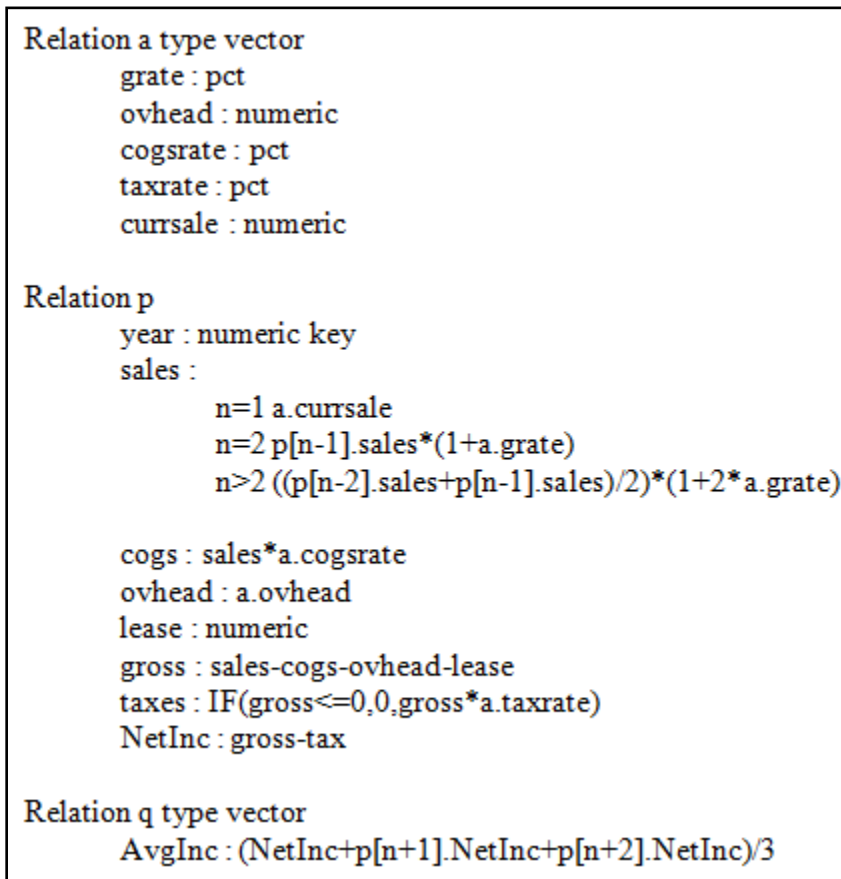 Relation a type vector
grate : pct
ovhead : numeric
cogsrate : pct
taxrate : pct
currsale : numeric
Relation p
year : numeric key
sales :
n=1 a.currsale
n=2 p[n-1].sales*(1+a.grate)
n>2 ((p[n-2].sales+p[n-1].sales)/2)*(1+2*a.grate)
cogs : sales*a.cogsrate
ovhead : a.ovhead
lease : numeric
gross : sales-cogs-ovhead-lease
taxes : IF(gross<=0,0,gross*a.taxrate)
NetInc : gross-tax
Relation q type vector
AvgInc : (NetInc+p[n+1].NetInc+p[n+2].NetInc)/3